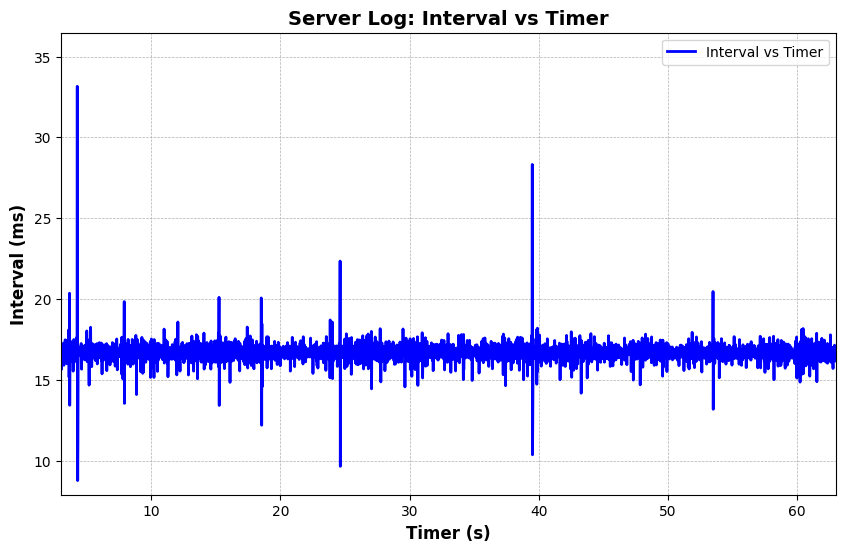 Server Log: Interval vs Timer
Interval vs Timer
35
30
25
20
15
10
Interval (ms)
10 20 30 40 50 60
Timer (s)